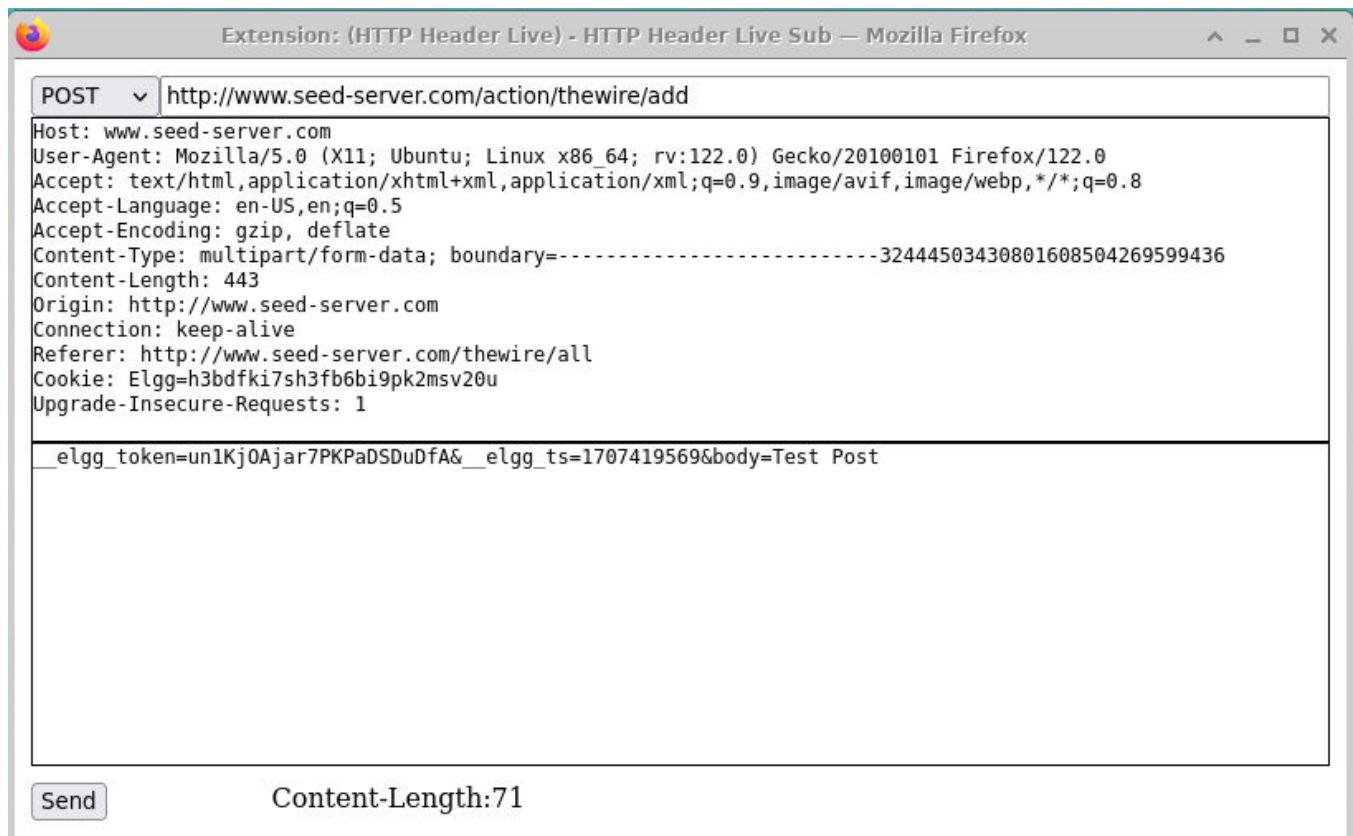 Extension: (HTTP Header Live) - HTTP Header Live Sub — Mozilla Firefox
POST http://www.seed-server.com/action/thewire/add
Host: www.seed-server.com
User-Agent: Mozilla/5.0 (X11; Ubuntu; Linux x86_64; rv:122.0) Gecko/20100101 Firefox/122.0
Accept: text/html,application/xhtml+xml,application/xml;q=0.9,image/avif,image/webp,*/*;q=0.8
Accept-Language: en-US,en;q=0.5
Accept-Encoding: gzip, deflate
Content-Type: multipart/form-data; boundary=---------------------------32444503430801608504269599436
Content-Length: 443
Origin: http://www.seed-server.com
Connection: keep-alive
Referer: http://www.seed-server.com/thewire/all
Cookie: Elgg=h3bdfki7sh3fb6bi9pk2msv20u
Upgrade-Insecure-Requests: 1
__elgg_token=un1KjOAjar7PKPaDSDuDfA&__elgg_ts=1707419569&body=Test Post
Send Content-Length:71